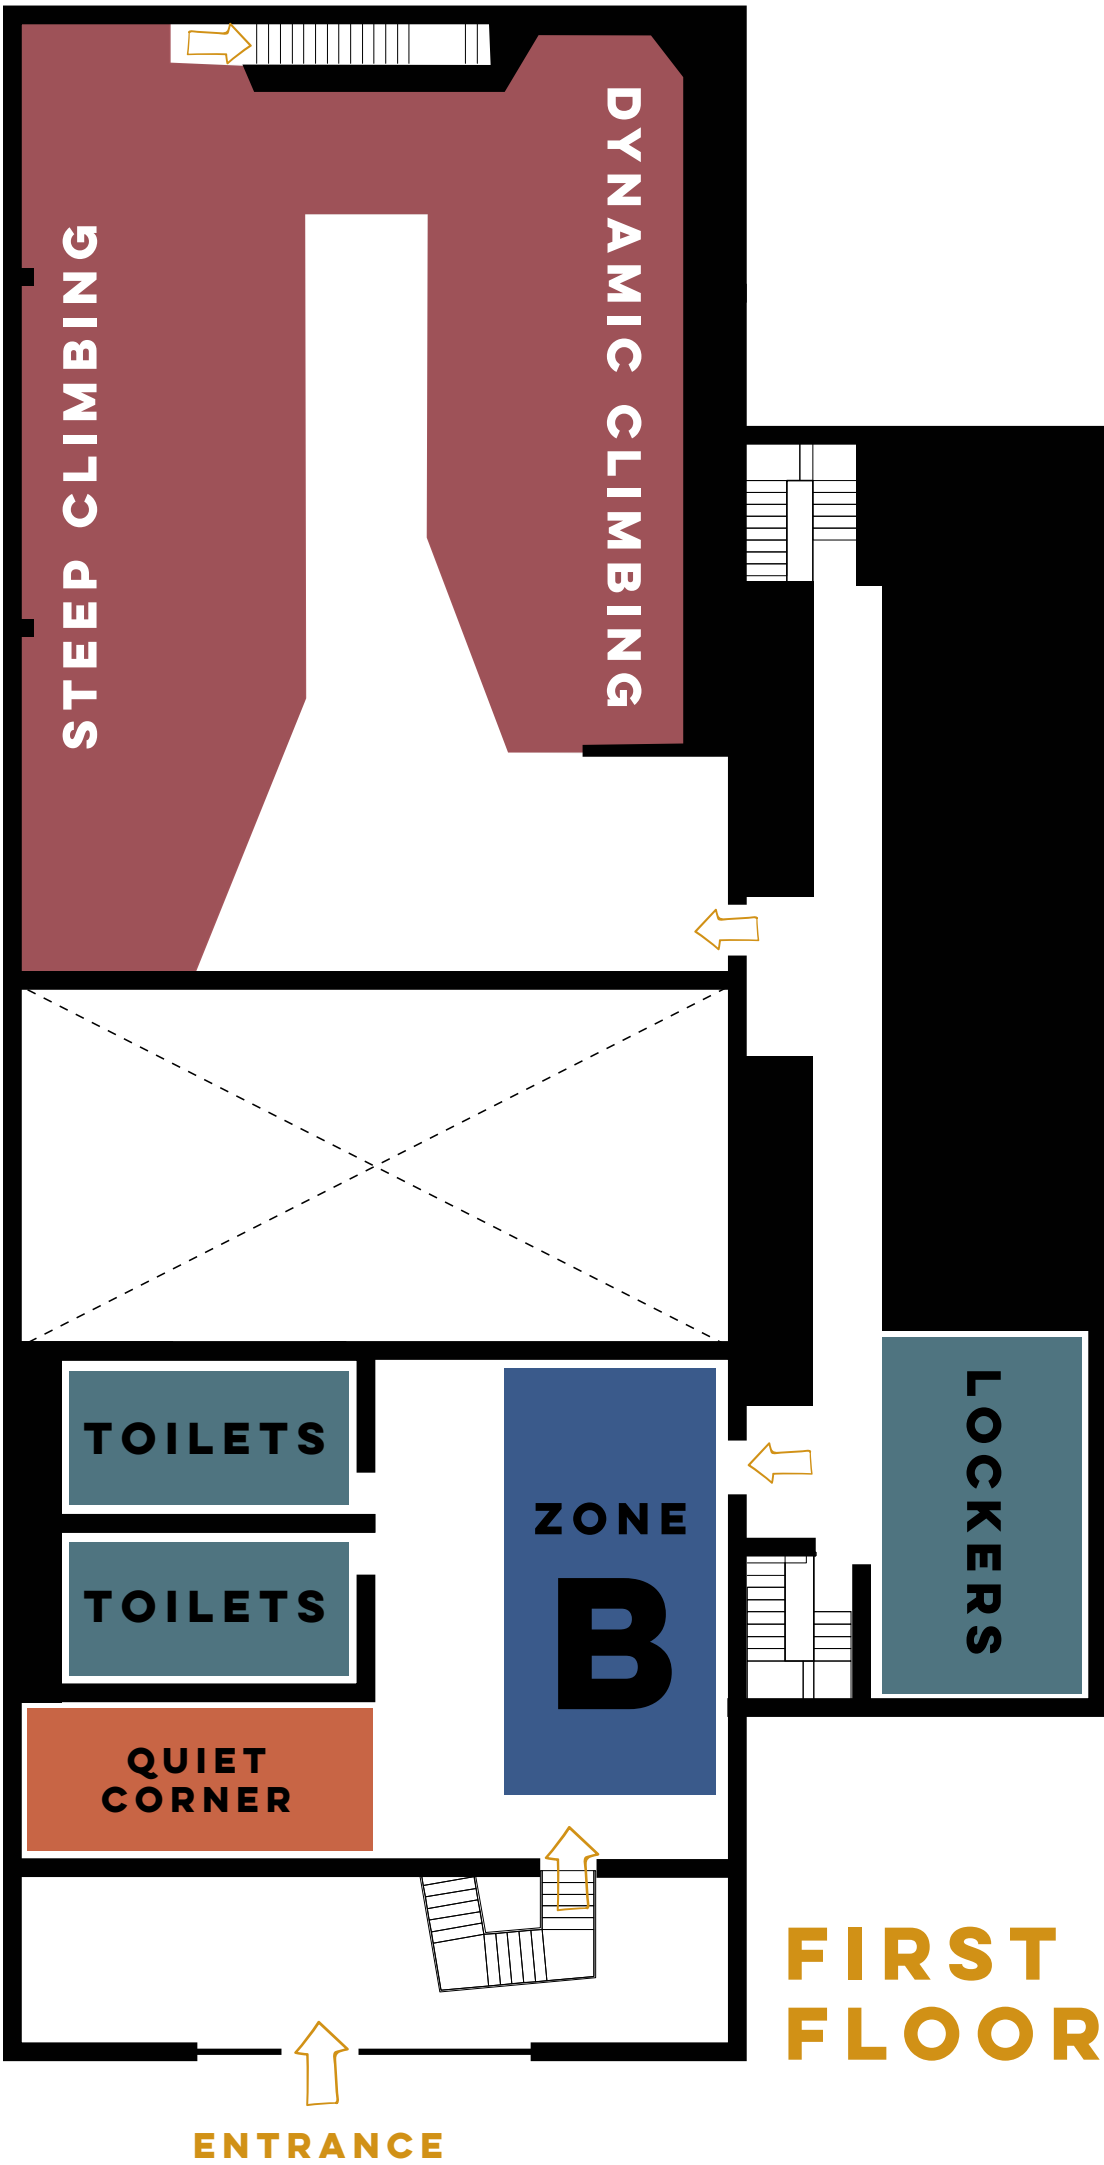 STEEP CLIMBING
DYNAMIC CLIMBING
TOILETS
TOILETS
ZONE
B
LOCKERS
QUIET
CORNER
FIRST
FLOOR
ENTRANCE